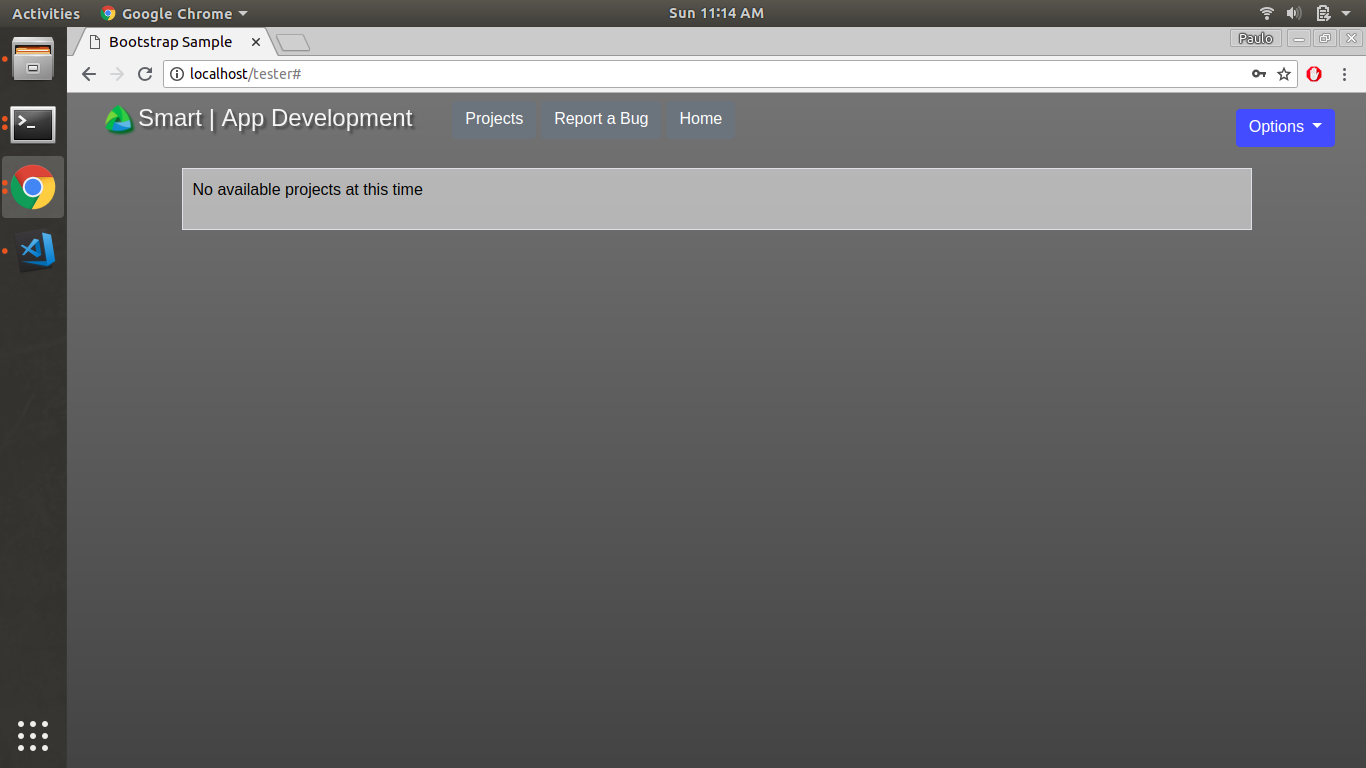 Activities Google Chrome Sun 11:14 AM
Bootstrap Sample Paulo
localhost/tester#
Smart | App Development Projects Report a Bug Home Options
No available projects at this time